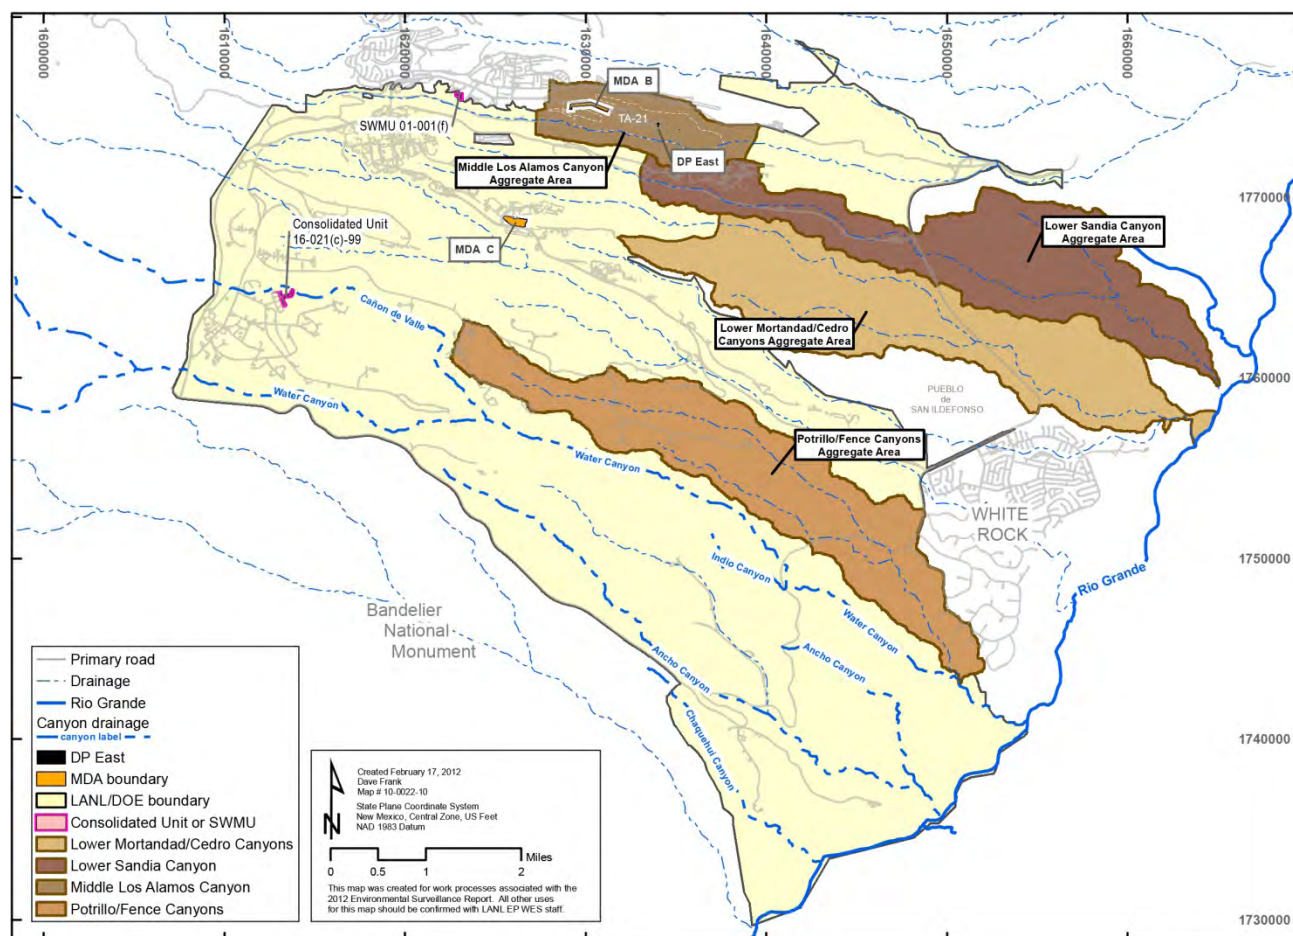 1600000
1610000
1620000
1630000
1640000
1650000
1660000
MDA B
SWMU 01-001(f)
TA-21
DP East
Middle Los Alamos Canyon
Aggregate Area
1770000
Consolidated Unit
16-021(c)-99
MDA C
Lower Sandia Canyon
Aggregate Area
Cañon de Valle
Lower Mortandad/Cedro
Canyons Aggregate Area
1760000
Water Canyon
PUEBLO
de
SAN ILDEFONSO
Potrillo/Fence Canyons
Aggregate Area
Water Canyon
WHITE
ROCK
1750000
Indio Canyon
Rio Grande
Bandelier
National
Monument
Water Canyon
Ancho Canyon
Ancho Canyon
Chaquehui Canyon
1740000
1730000
Primary road
Drainage
Rio Grande
Canyon drainage
canyon label
DP East
MDA boundary
LANL/DOE boundary
Consolidated Unit or SWMU
Lower Mortandad/Cedro Canyons
Lower Sandia Canyon
Middle Los Alamos Canyon
Potrillo/Fence Canyons
N
Created February 17, 2012
Dave Frank
Map # 10-0022-10
State Plane Coordinate System
New Mexico, Central Zone, US Feet
NAD 1983 Datum
Miles
0 0.5 1 2
This map was created for work processes associated with the
2012 Environmental Surveillance Report. All other uses
for this map should be confirmed with LANL EP WES staff.